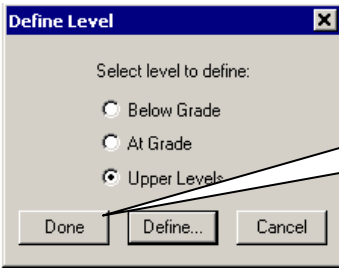 Define Level
Select level to define:
Below Grade
At Grade
Upper Levels
Done Define... Cancel